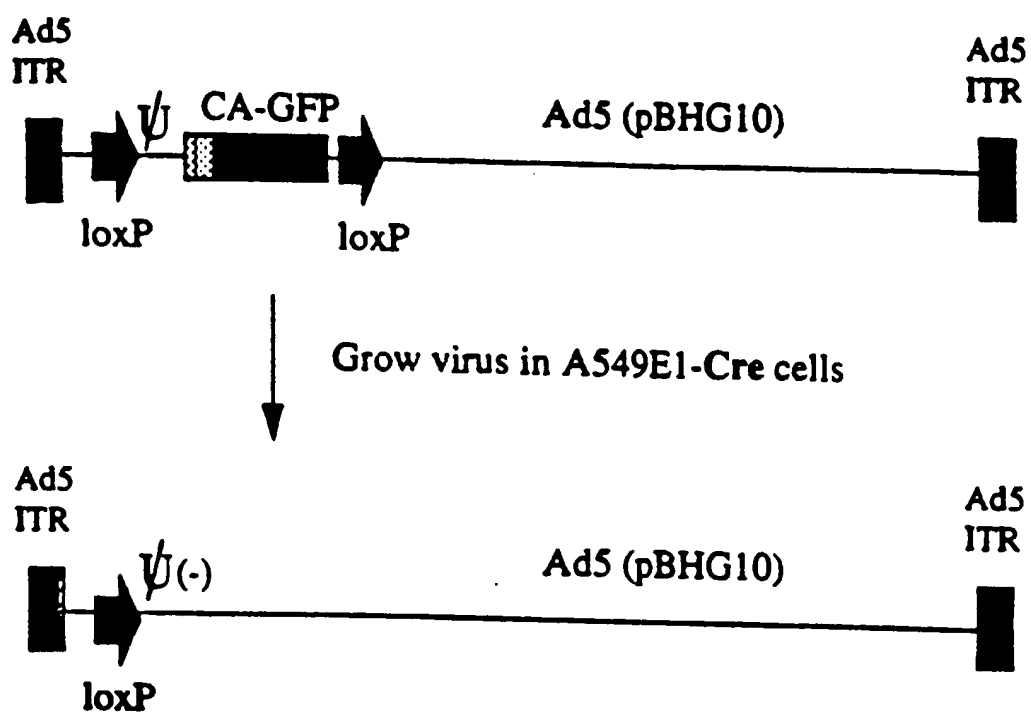 Ad5
ITR
Ψ
CA-GFP
Ad5 (pBHG10)
Ad5
ITR
loxP
loxP
Grow virus in A549E1-Cre cells
Ad5
ITR
Ψ(-)
Ad5 (pBHG10)
Ad5
ITR
loxP